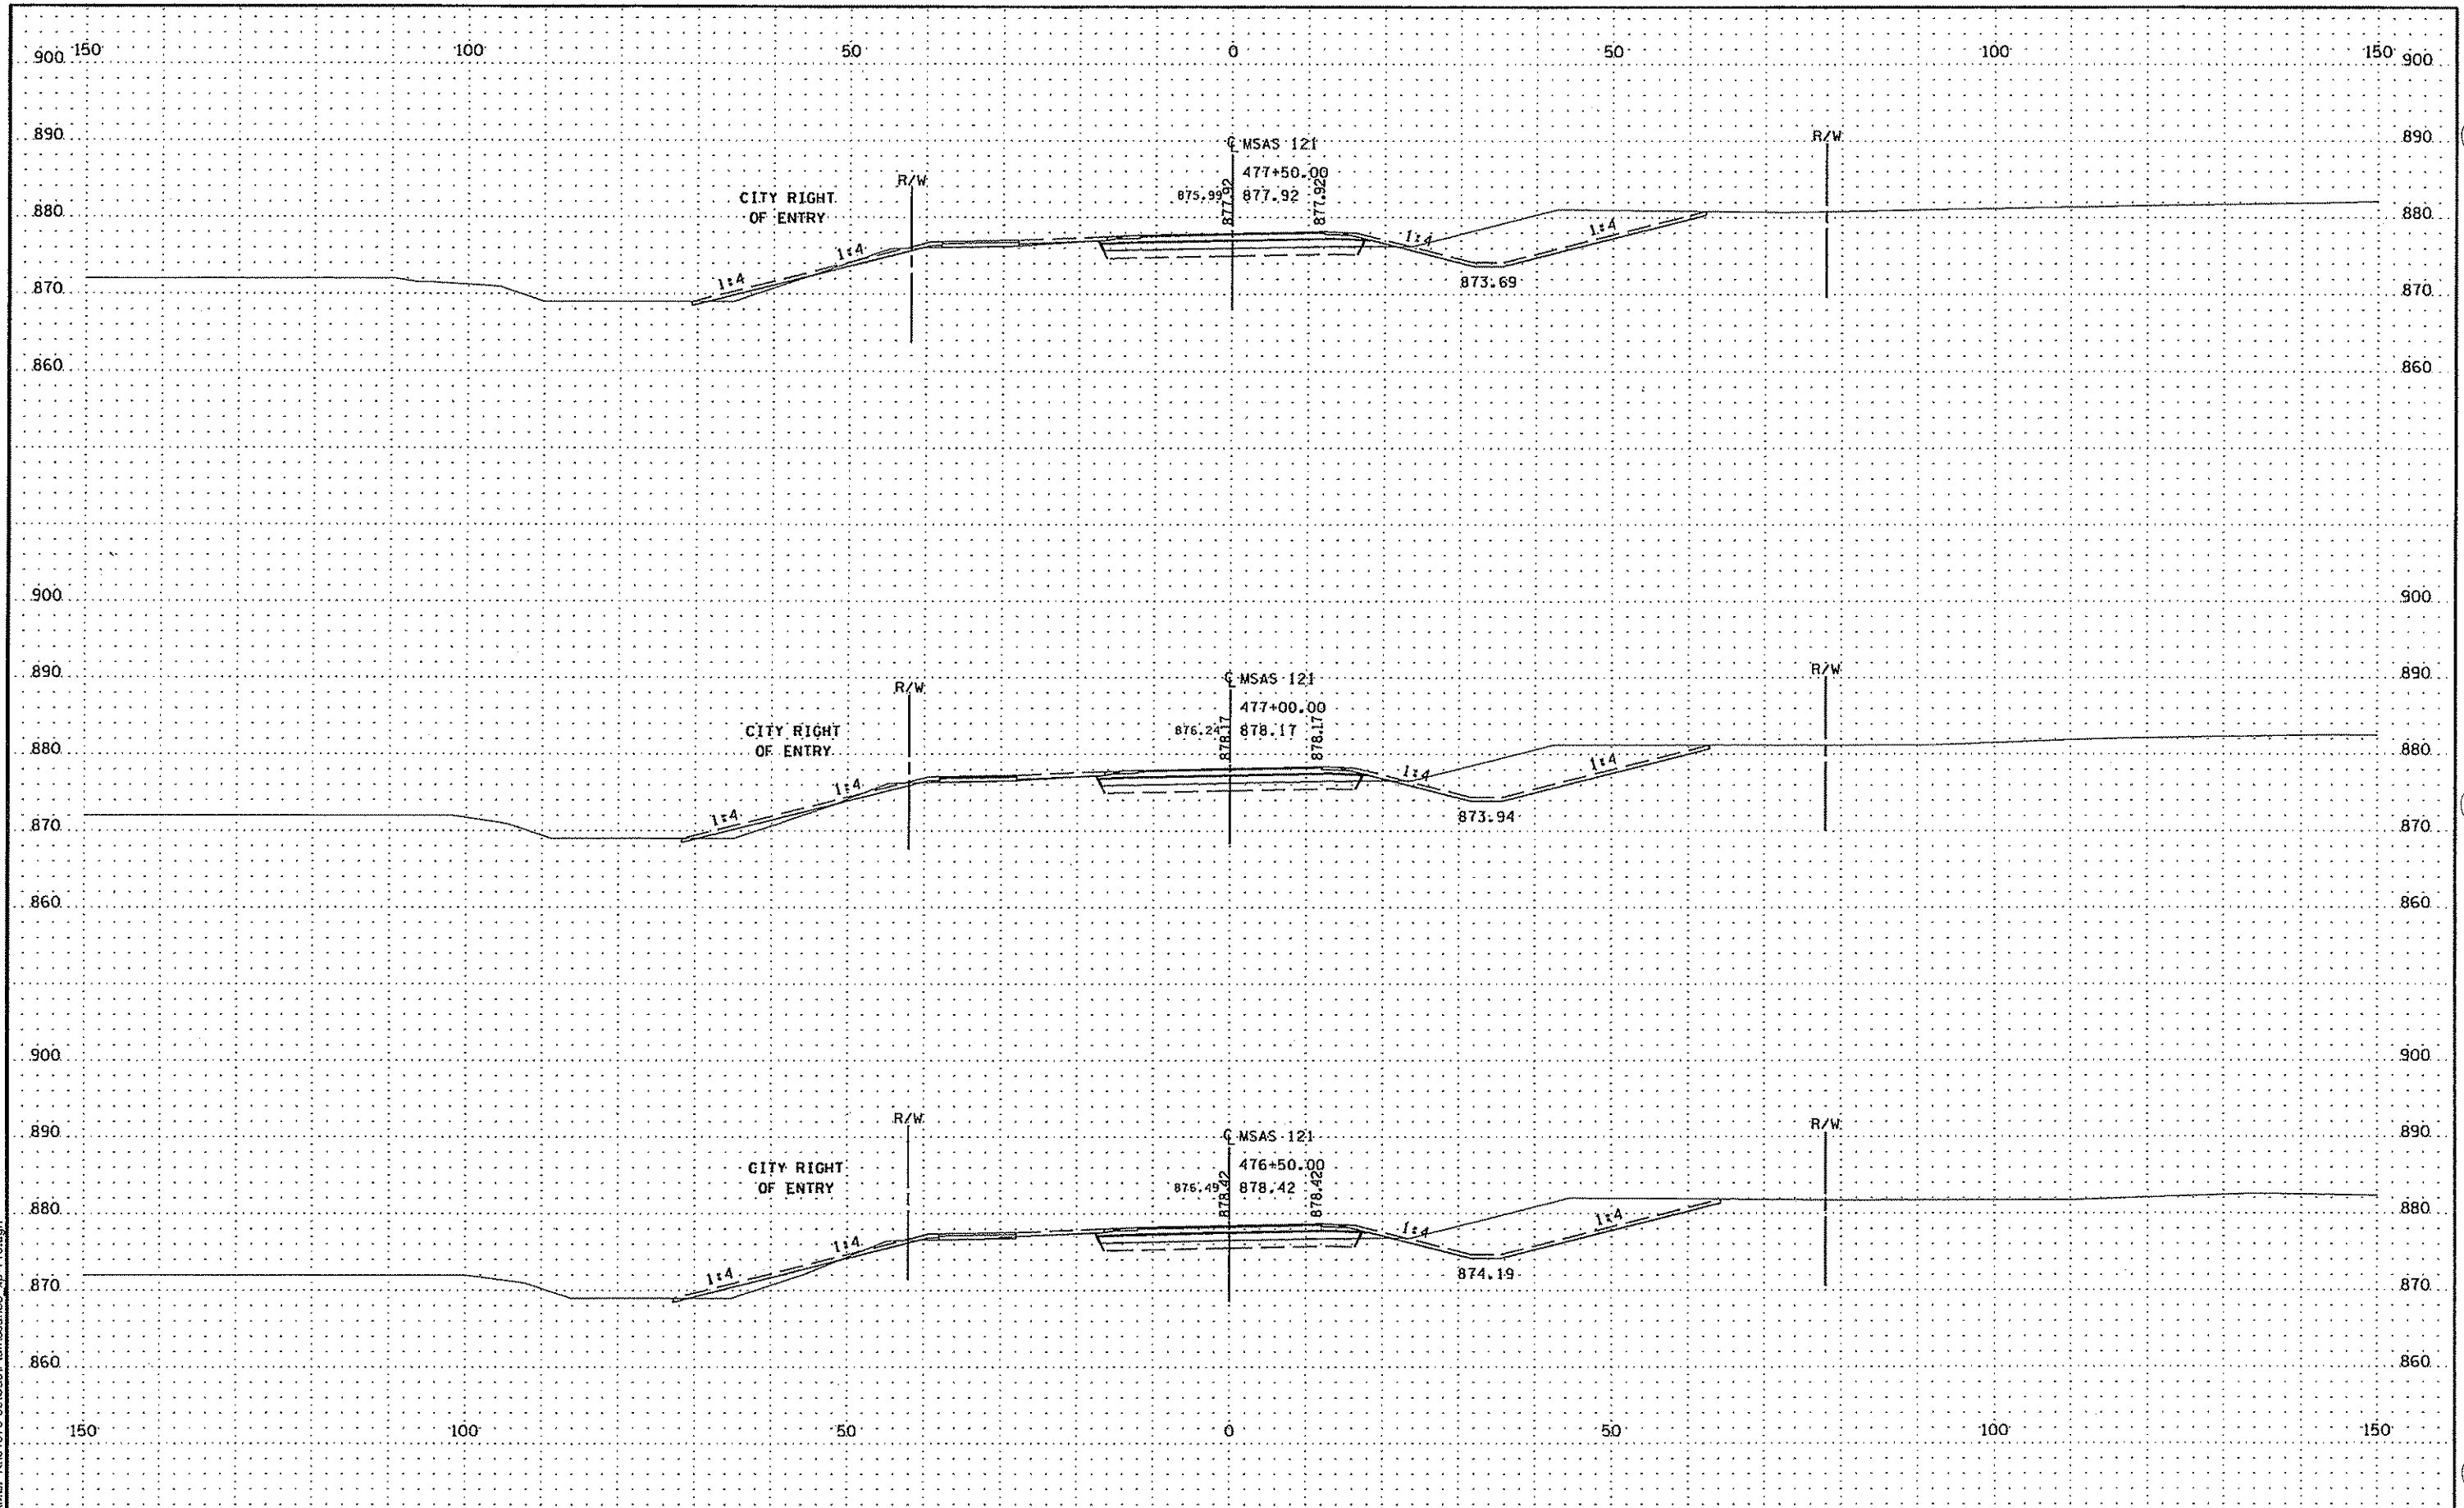 150 100 50 0 50 100 150
900 900
890 890
R/W
℄ MSAS 121
477+50.00
R/W
CITY RIGHT
OF ENTRY
875.99 877.92 877.92 877.92
880 880
1:4 1:4 1:4 1:4
873.69
870 870
860 860
900 900
890 890
R/W
℄ MSAS 121
R/W
477+00.00
CITY RIGHT
OF ENTRY
876.24 878.17 878.17 878.17
880 880
1:4 1:4 1:4 1:4
873.94
870 870
860 860
900 900
R/W R/W
890 890
℄ MSAS 121
476+50.00
CITY RIGHT
OF ENTRY
876.49 878.42 878.42 878.42
880 880
1:4 1:4 1:4 1:4
874.19
870 870
860 860
150 100 50 0 50 100 150